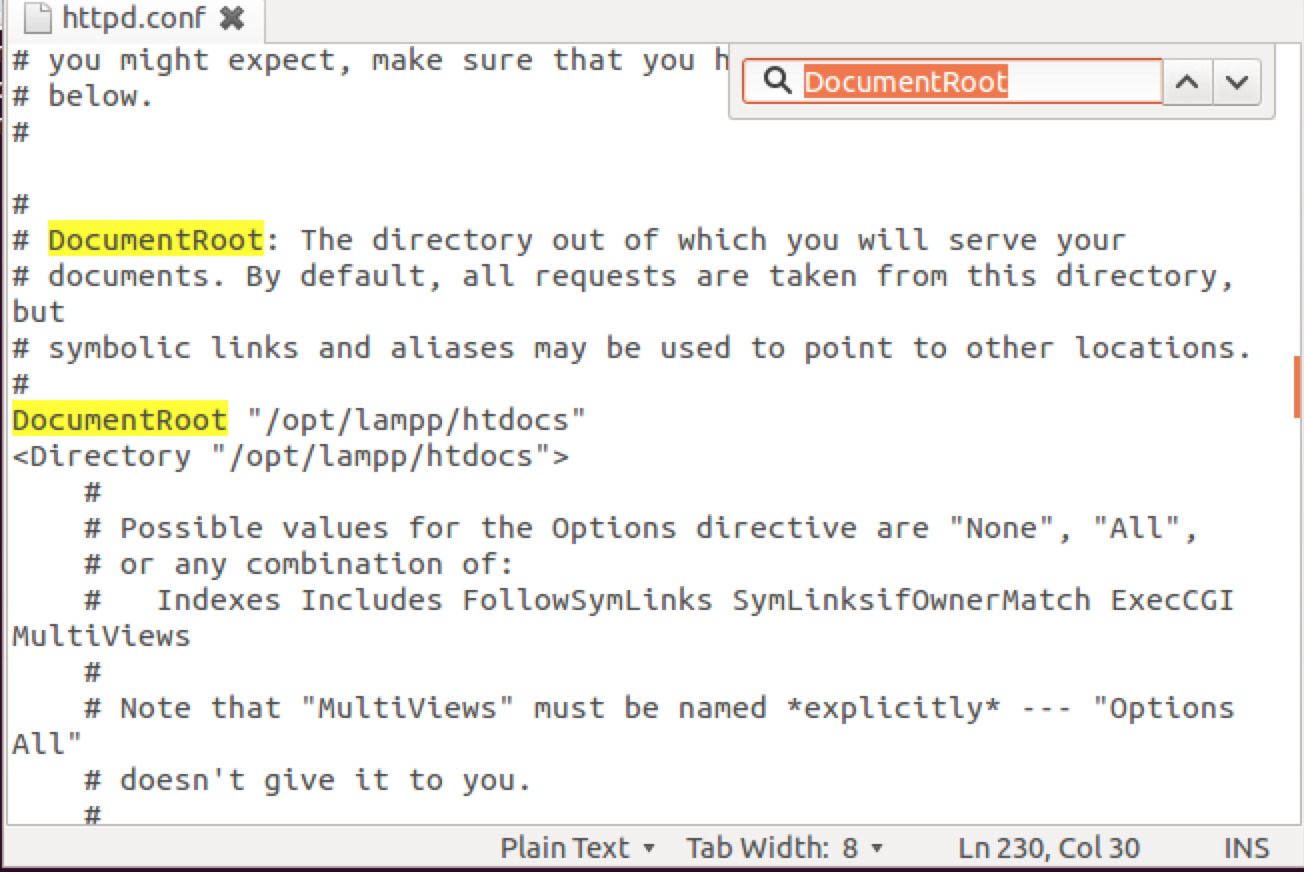 httpd.conf
# you might expect, make sure that you h
DocumentRoot
# below.
#
#
# DocumentRoot: The directory out of which you will serve your
# documents. By default, all requests are taken from this directory,
but
# symbolic links and aliases may be used to point to other locations.
#
DocumentRoot "/opt/lampp/htdocs"
<Directory "/opt/lampp/htdocs">
    #
    # Possible values for the Options directive are "None", "All",
    # or any combination of:
    #   Indexes Includes FollowSymLinks SymLinksifOwnerMatch ExecCGI
MultiViews
    #
    # Note that "MultiViews" must be named *explicitly* --- "Options
All"
    # doesn't give it to you.
    #
Plain Text Tab Width: 8 Ln 230, Col 30 INS